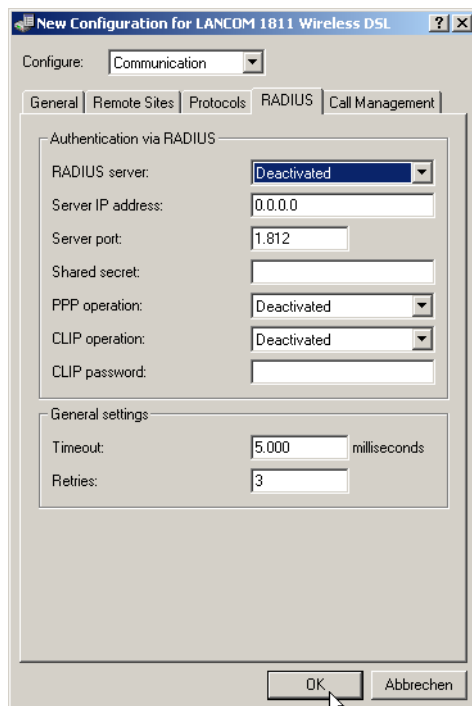 New Configuration for LANCOM 1811 Wireless DSL
Configure: Communication
General Remote Sites Protocols RADIUS Call Management
Authentication via RADIUS
RADIUS server: Deactivated
Server IP address: 0.0.0.0
Server port: 1.812
Shared secret:
PPP operation: Deactivated
CLIP operation: Deactivated
CLIP password:
General settings
Timeout: 5.000 milliseconds
Retries: 3
OK Abbrechen